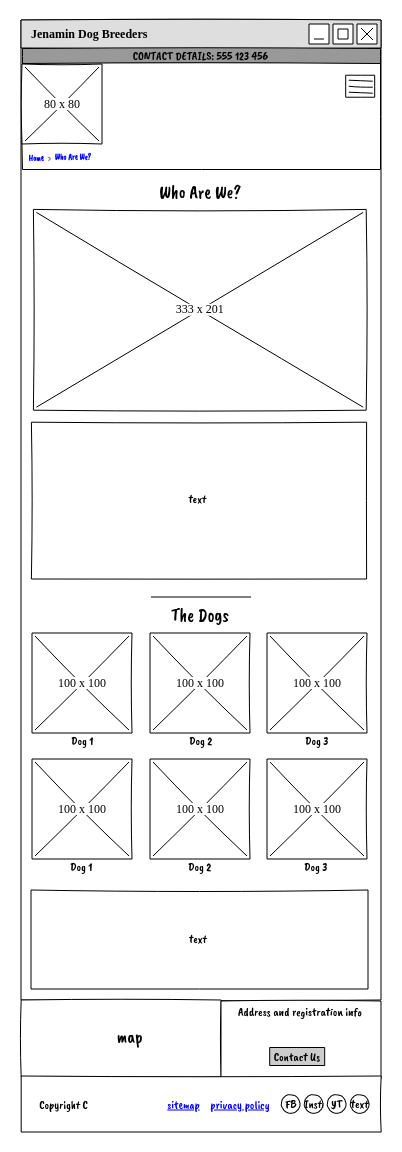 Jenamin Dog Breeders
CONTACT DETAILS: 555 123 456
80 x 80
Home > Who Are We?
Who Are We?
333 x 201
text
The Dogs
100 x 100 100 x 100 100 x 100
Dog 1 Dog 2 Dog 3
100 x 100 100 x 100 100 x 100
Dog 1 Dog 2 Dog 3
text
map
Address and registration info
Contact Us
Copyright C sitemap privacy policy FB Inst YT text